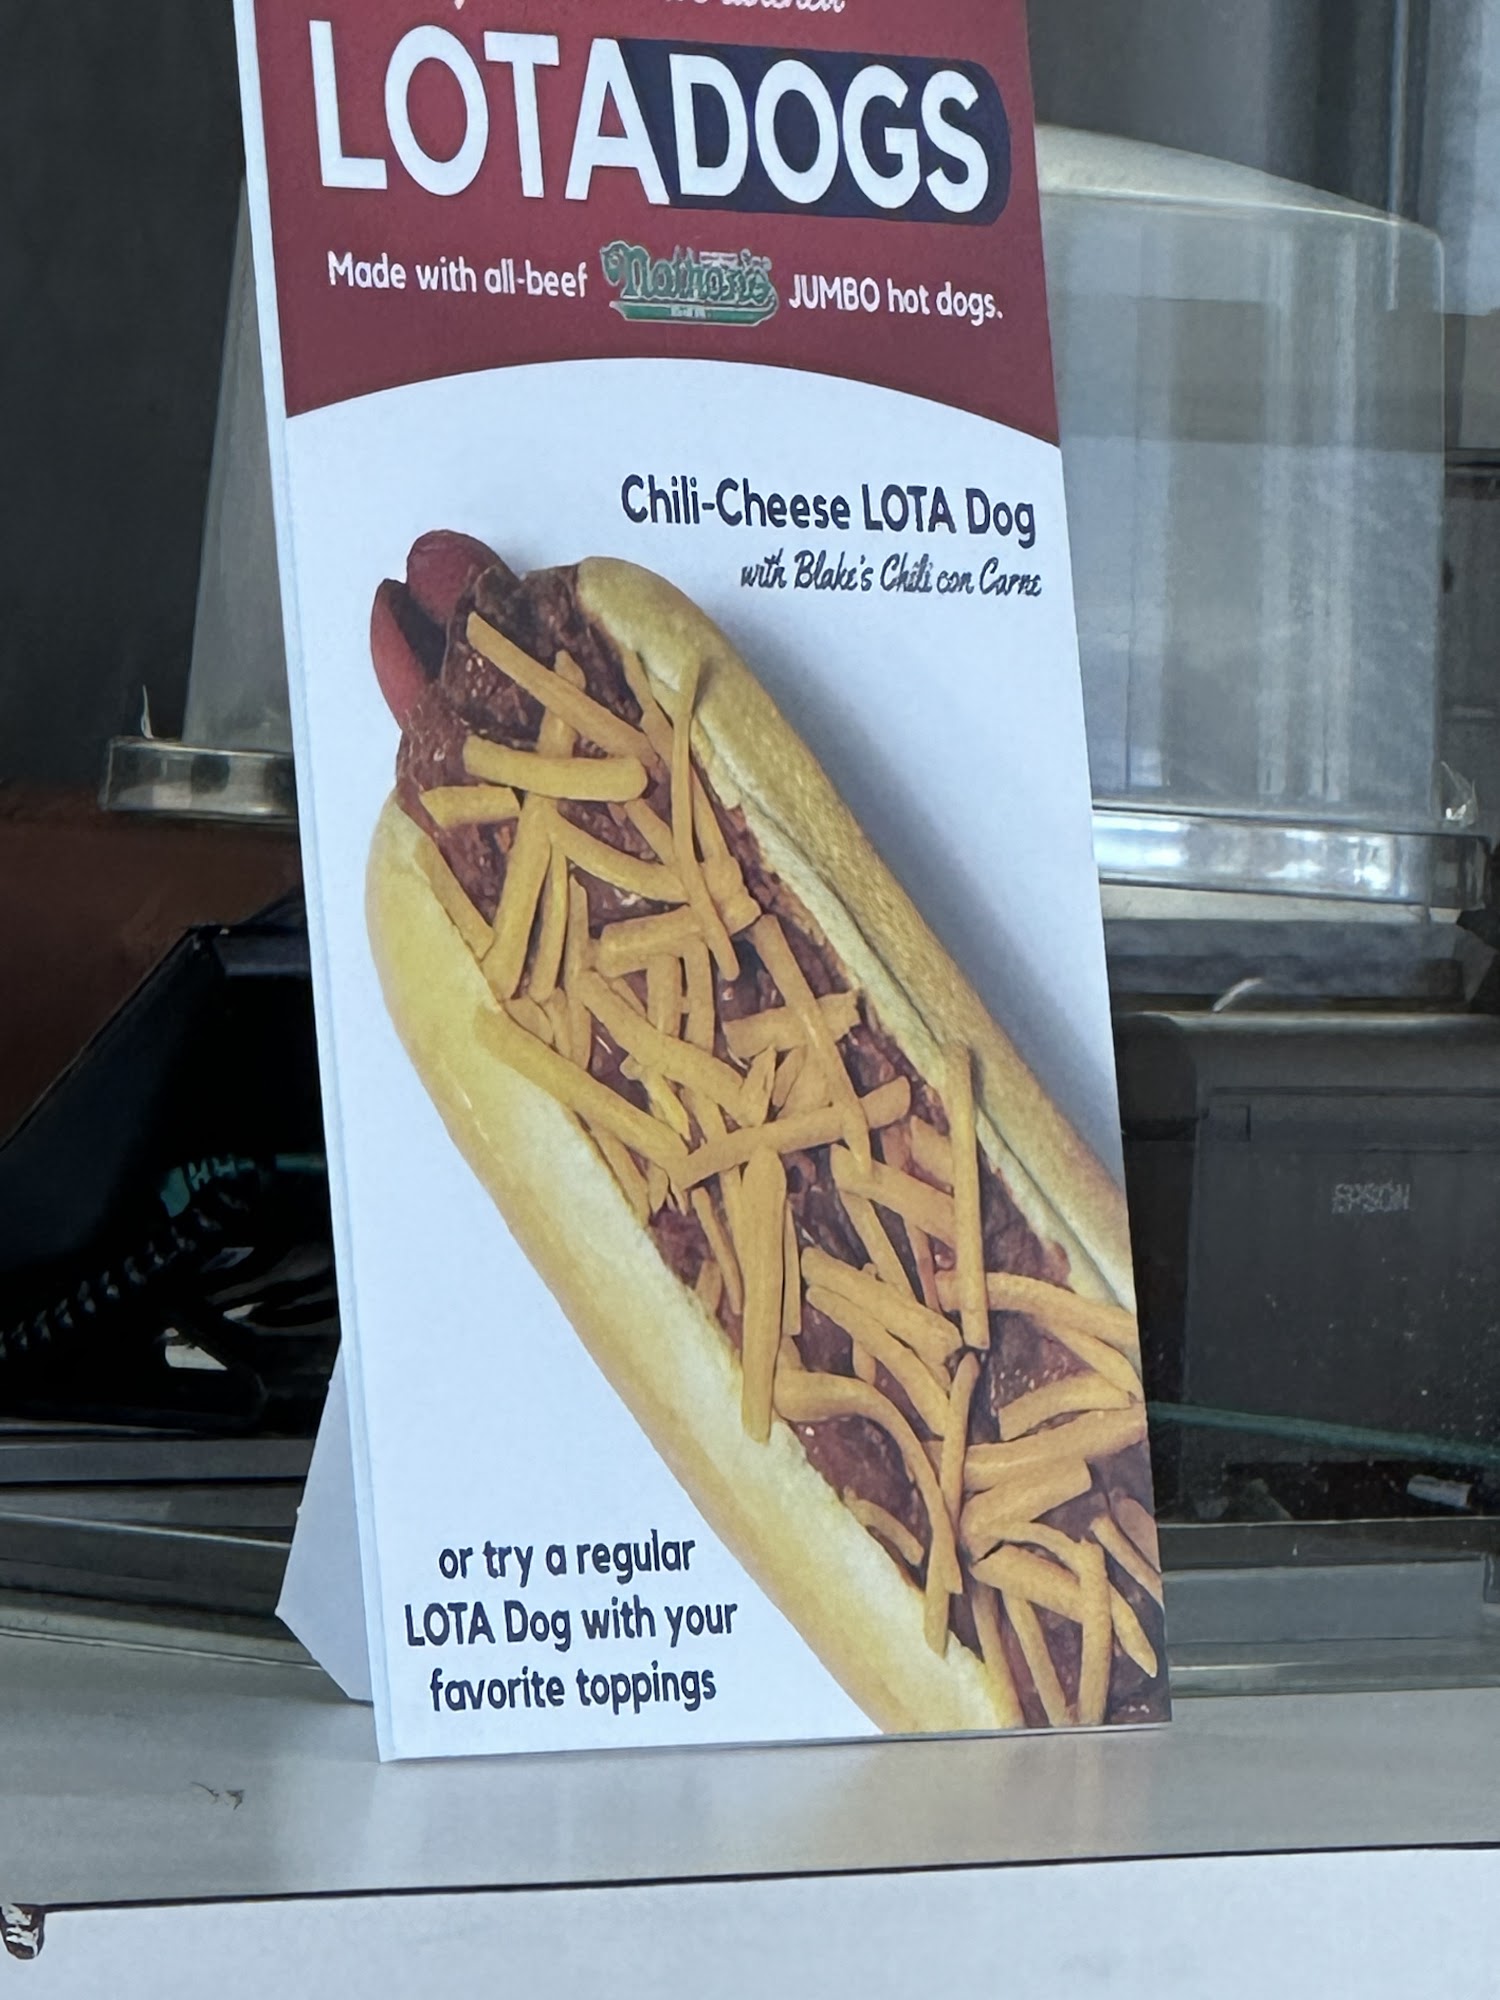 LOTADOGS
Made with all-beef Nathan's JUMBO hot dogs.
Chili-Cheese LOTA Dog
with Blake's Chili con Carne
EPSON
or try a regular
LOTA Dog with your
favorite toppings